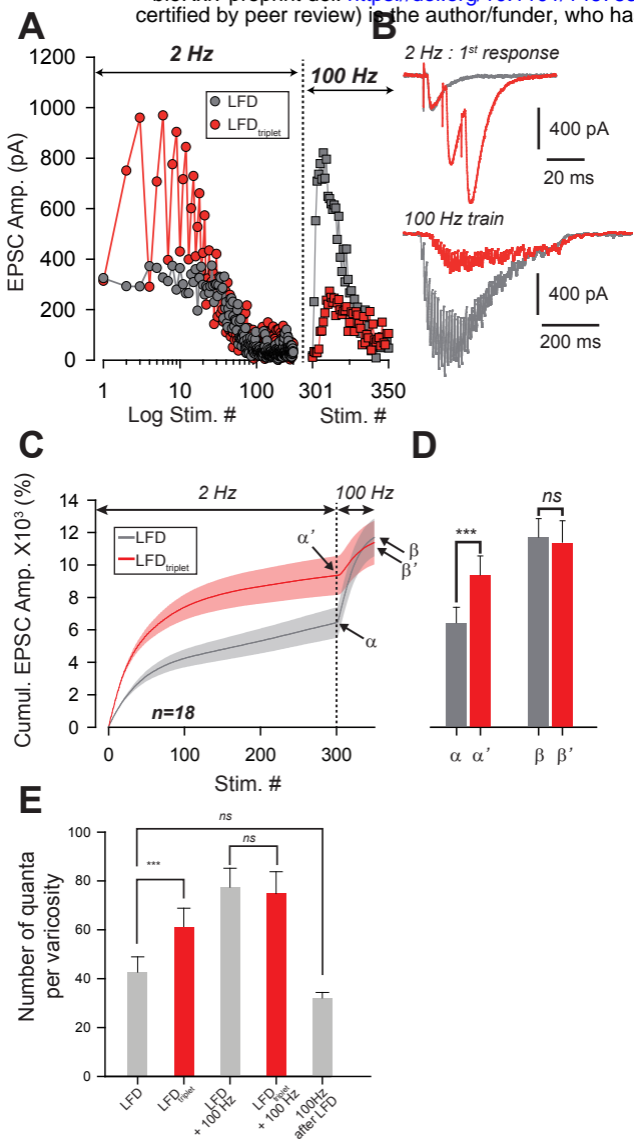 certified by peer review) is the author/funder, who ha
A
B
2 Hz
100 Hz
LFD
LFDtriplet
EPSC Amp. (pA)
1200
1000
800
600
400
200
0
1
10
100
301
350
Log Stim. #
Stim. #
2 Hz : 1st response
400 pA
20 ms
100 Hz train
400 pA
200 ms
C
D
2 Hz
100 Hz
LFD
LFDtriplet
Cumul. EPSC Amp. X10³ (%)
14
12
10
8
6
4
2
0
α'
β
β'
α
n=18
0
100
200
300
Stim. #
***
ns
α α' β β'
E
ns
***
ns
Number of quanta
per varicosity
100
80
60
40
20
0
LFD
LFDtriplet
LFD
+ 100 Hz
LFDtriplet
+ 100 Hz
100Hz
after LFD